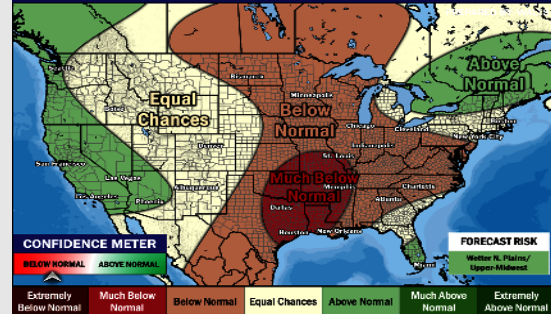 Seattle
Above
Normal
Bismarck
Equal
Chances
Boise
Minneapolis
Below
Normal
Boston
New York City
Chicago
Cleveland
Denver
Indianapolis
San Francisco
St. Louis
Las Vegas
Much Below
Normal
Memphis
Charlotte
Los Angeles
Albuquerque
Phoenix
Atlanta
Dallas
Houston
New Orleans
Miami
CONFIDENCE METER
BELOW NORMAL
ABOVE NORMAL
FORECAST RISK
Wetter N. Plains/
Upper-Midwest
Extremely
Below Normal
Much Below
Normal
Below Normal
Equal Chances
Above Normal
Much Above
Normal
Extremely
Above Normal